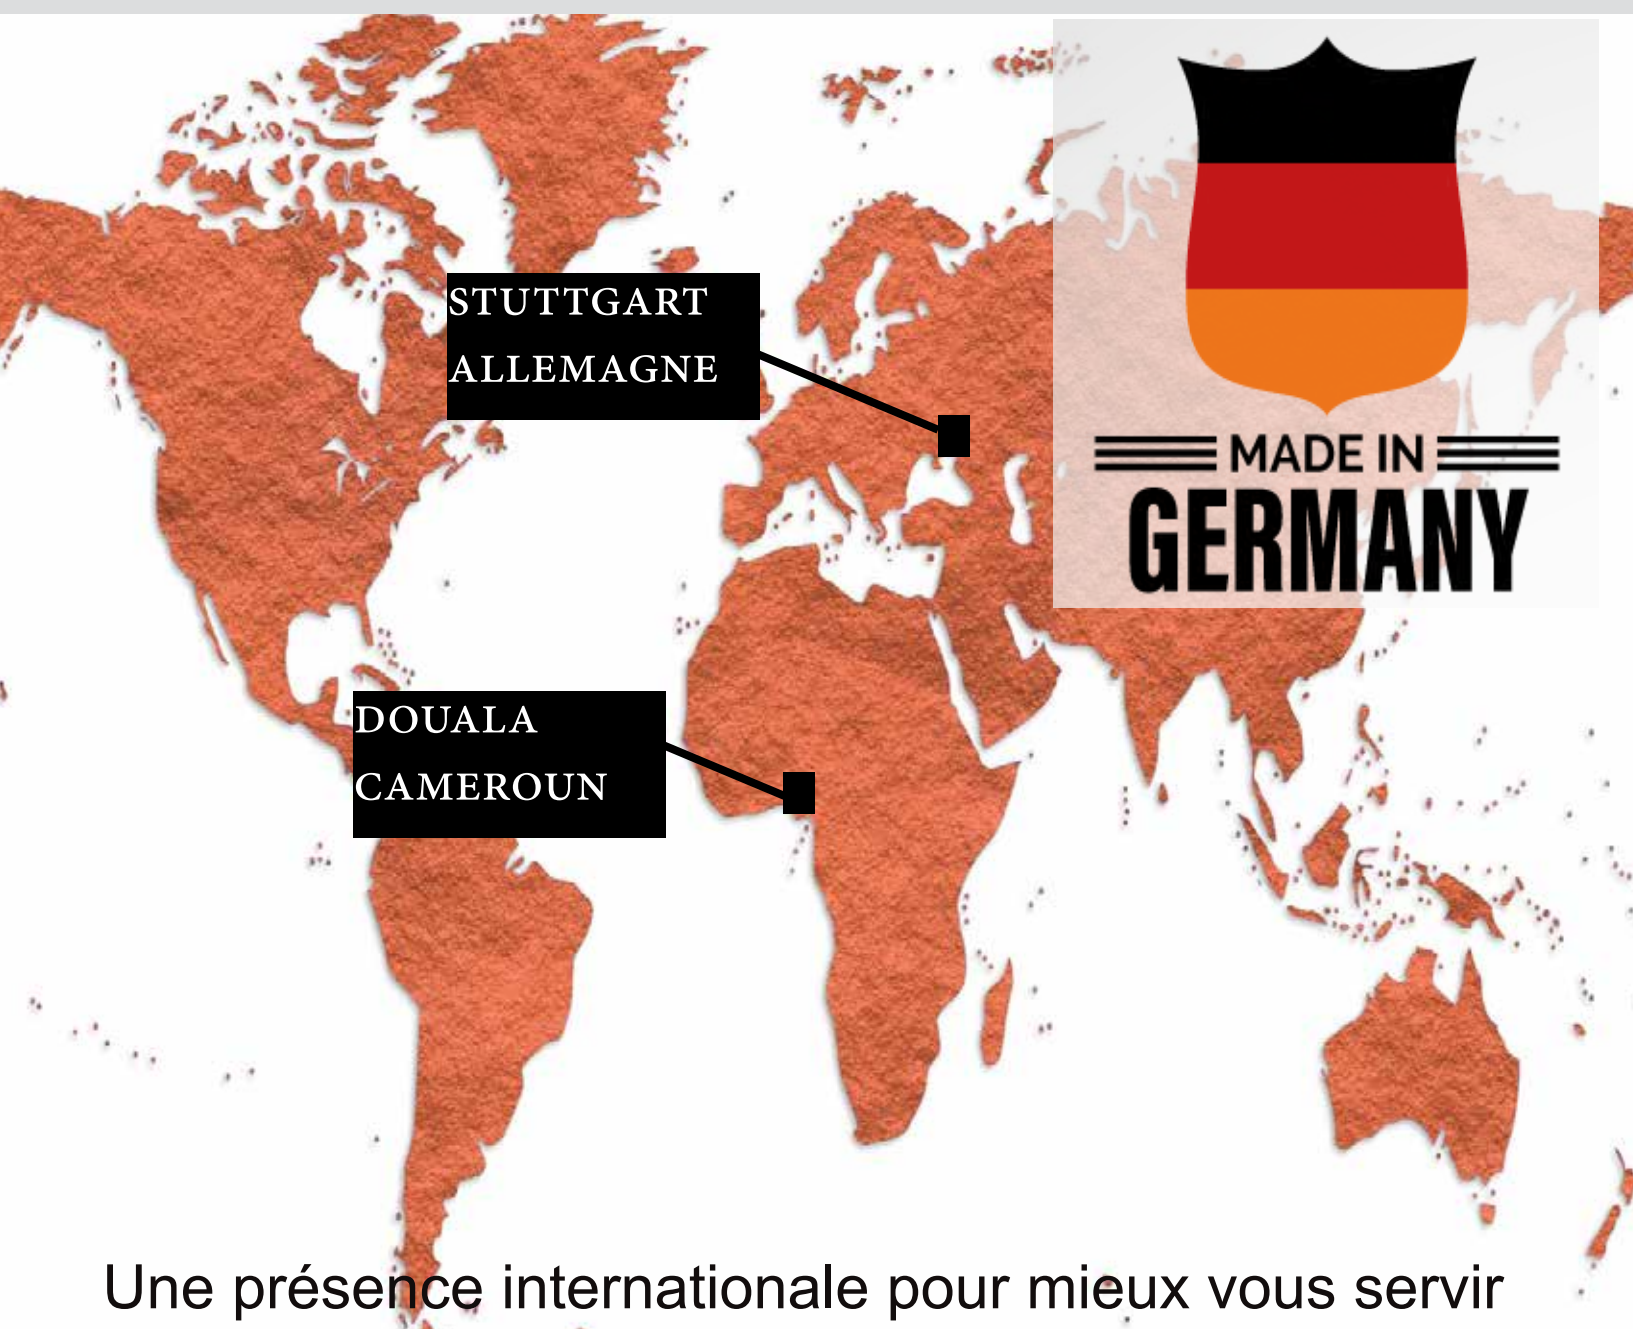 STUTTGART
ALLEMAGNE
MADE IN
GERMANY
DOUALA
CAMEROUN
Une présence internationale pour mieux vous servir